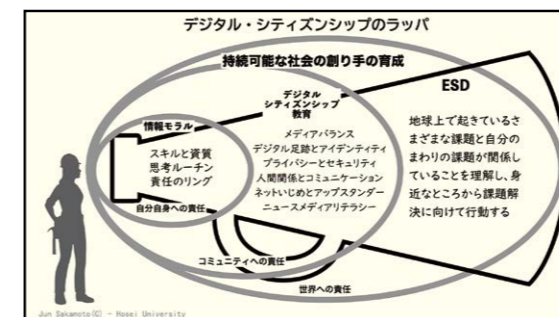 デジタル・シティズンシップのラッパ
持続可能な社会の創り手の育成
情報モラル
スキルと資質
思考ルーチン
責任のリング
自分自身への責任
デジタル
シティズンシップ
教育
メディアバランス
デジタル足跡とアイデンティティ
プライバシーとセキュリティ
人間関係とコミュニケーション
ネットいじめとアップスタンダー
ニュースメディアリテラシー
コミュニティへの責任
世界への責任
ESD
地球上で起きているさ
まざまな課題と自分の
まわりの課題が関係し
ていることを理解し、身
近なところから課題解
決に向けて行動する
Jun Sakamoto(C) - Hosei University